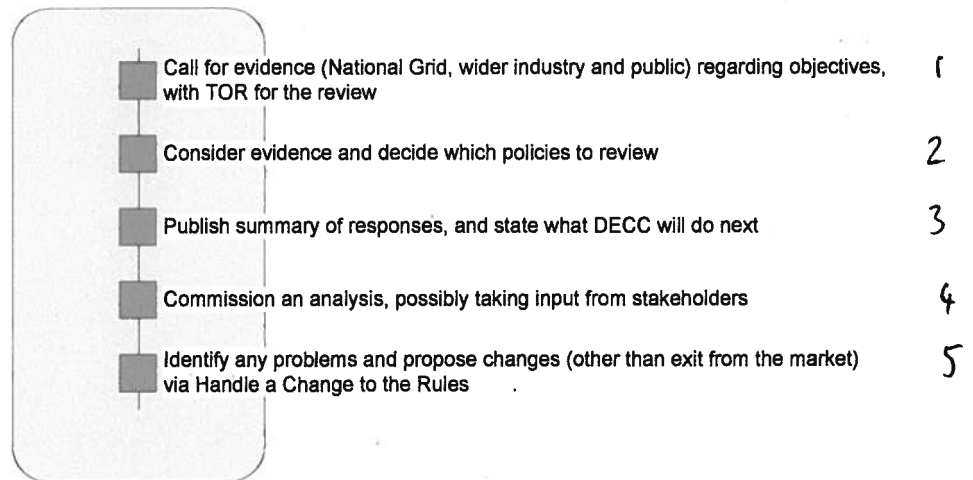 Call for evidence (National Grid, wider industry and public) regarding objectives, 1
with TOR for the review
Consider evidence and decide which policies to review 2
Publish summary of responses, and state what DECC will do next 3
Commission an analysis, possibly taking input from stakeholders 4
Identify any problems and propose changes (other than exit from the market) 5
via Handle a Change to the Rules